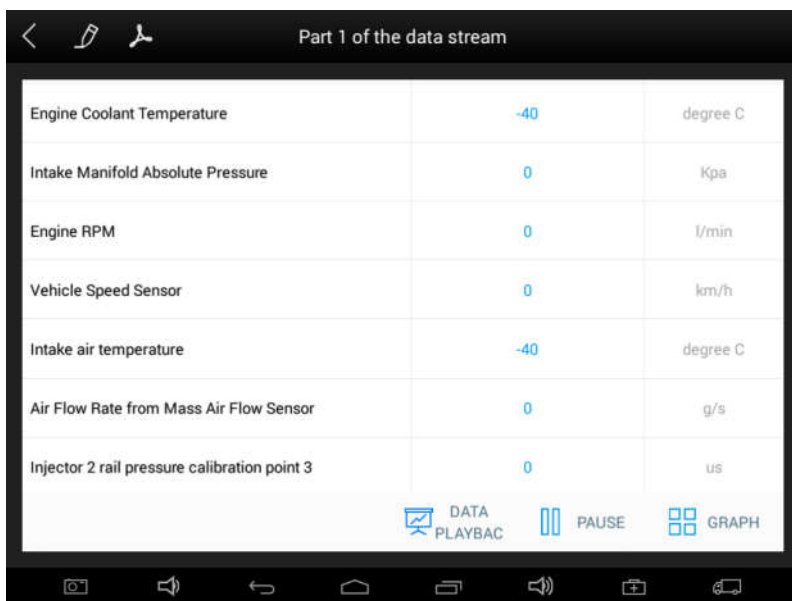 Part 1 of the data stream
Engine Coolant Temperature -40 degree C
Intake Manifold Absolute Pressure 0 Kpa
Engine RPM 0 l/min
Vehicle Speed Sensor 0 km/h
Intake air temperature -40 degree C
Air Flow Rate from Mass Air Flow Sensor 0 g/s
Injector 2 rail pressure calibration point 3 0 us
DATA
PLAYBAC
PAUSE
GRAPH